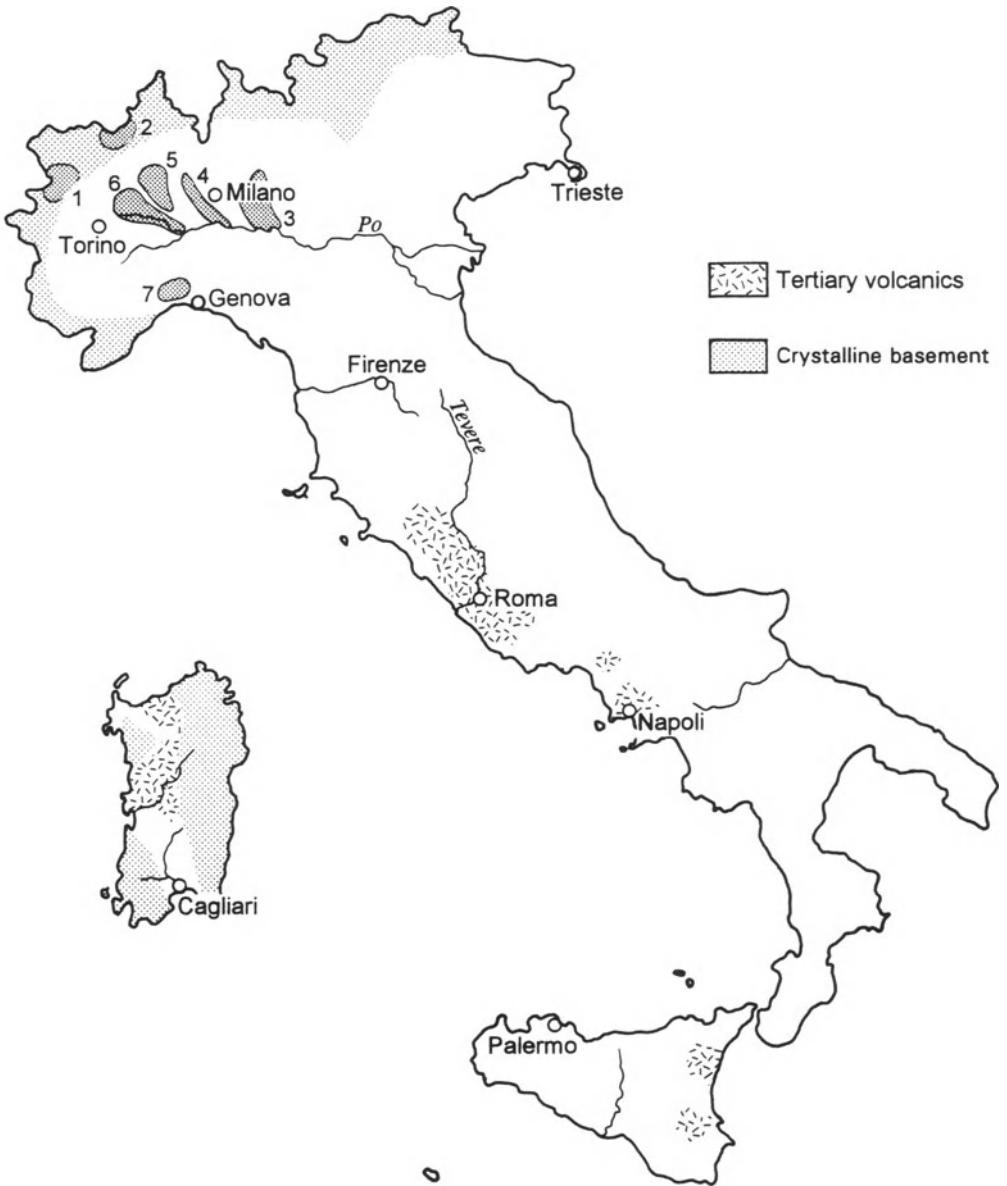 2
5
4
Milano
1
6
3
Trieste
Torino
Po
7
Genova
Tertiary volcanics
Crystalline basement
Firenze
Tevere
Roma
Napoli
Cagliari
Palermo